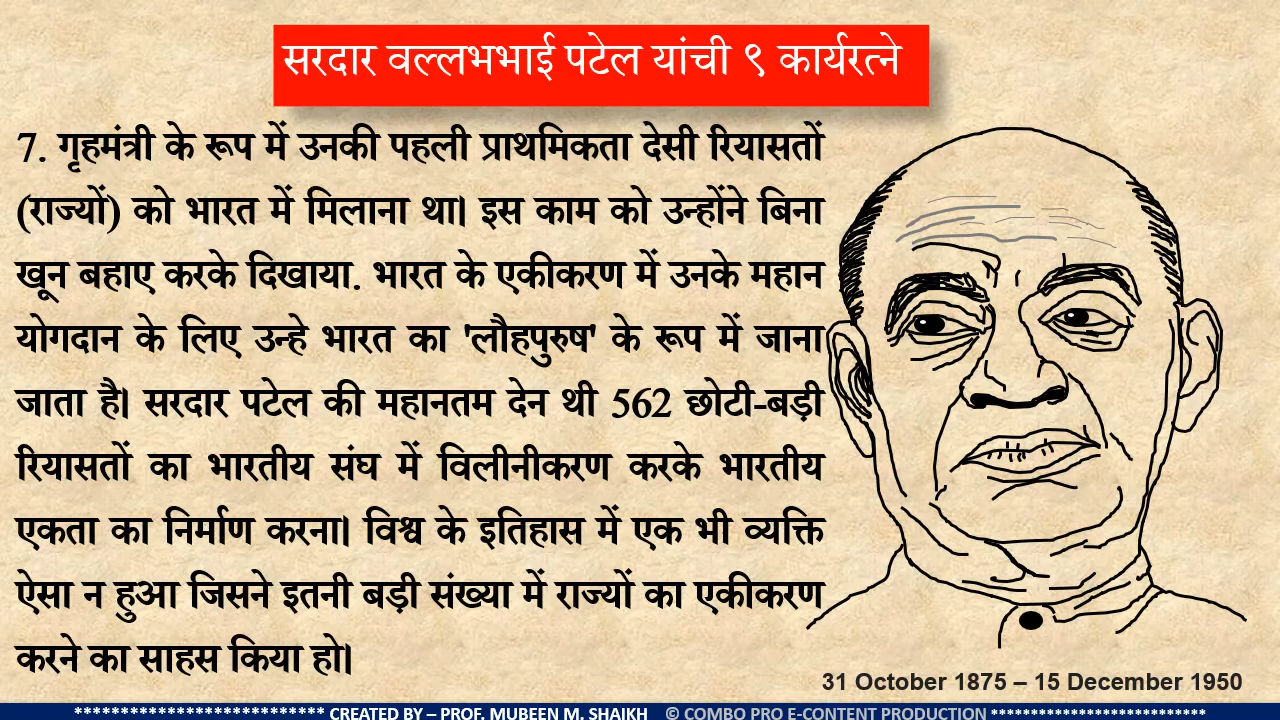 सरदार वल्लभभाई पटेल यांची ९ कार्यरत्ने
7. गृहमंत्री के रूप में उनकी पहली प्राथमिकता देसी रियासतों
(राज्यों) को भारत में मिलाना था। इस काम को उन्होंने बिना
खून बहाए करके दिखाया. भारत के एकीकरण में उनके महान
योगदान के लिए उन्हे भारत का 'लौहपुरुष' के रूप में जाना
जाता है। सरदार पटेल की महानतम देन थी 562 छोटी-बड़ी
रियासतों का भारतीय संघ में विलीनीकरण करके भारतीय
एकता का निर्माण करना। विश्व के इतिहास में एक भी व्यक्ति
ऐसा न हुआ जिसने इतनी बड़ी संख्या में राज्यों का एकीकरण
करने का साहस किया हो।
31 October 1875 – 15 December 1950
*************************** CREATED BY – PROF. MUBEEN M. SHAIKH © COMBO PRO E-CONTENT PRODUCTION **************************